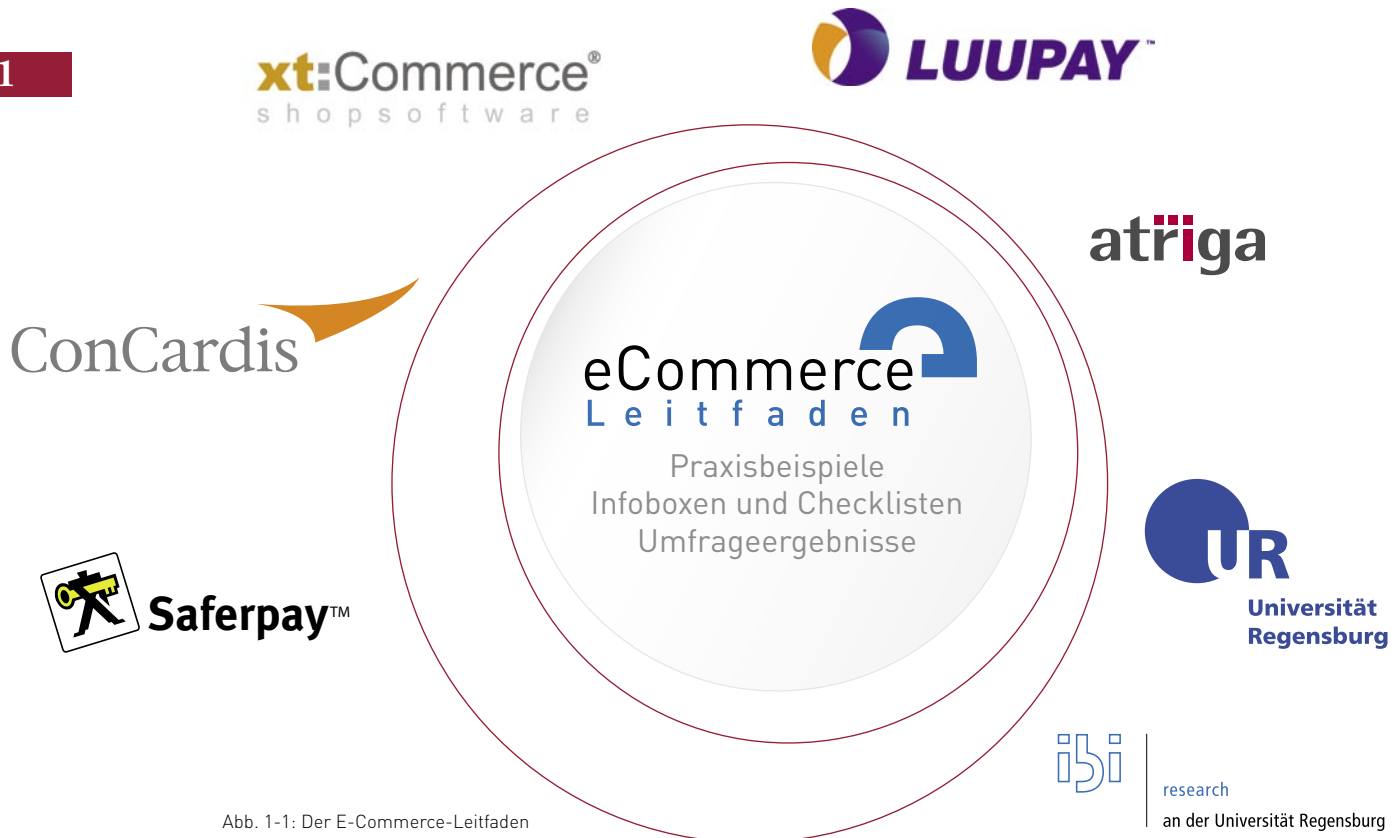 1
xt:Commerce®
shopsoftware
LUUPAY™
atriga
ConCardis
eCommerce
Leitfaden
Praxisbeispiele
Infoboxen und Checklisten
Umfrageergebnisse
Saferpay™
UR
Universität
Regensburg
ibi
research
an der Universität Regensburg
Abb. 1-1: Der E-Commerce-Leitfaden